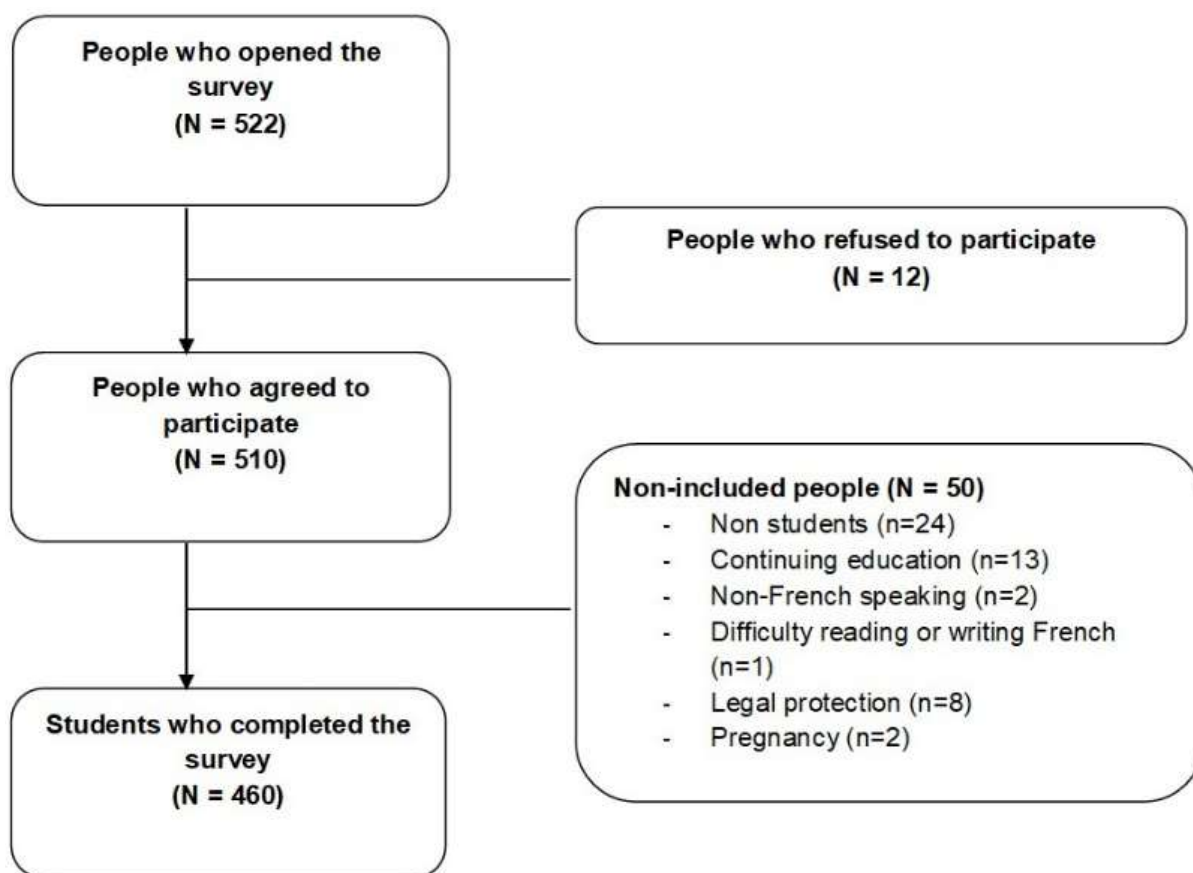 People who opened the
survey
(N = 522)
People who refused to participate
(N = 12)
People who agreed to
participate
(N = 510)
Non-included people (N = 50)
- Non students (n=24)
- Continuing education (n=13)
- Non-French speaking (n=2)
- Difficulty reading or writing French
(n=1)
- Legal protection (n=8)
- Pregnancy (n=2)
Students who completed the
survey
(N = 460)